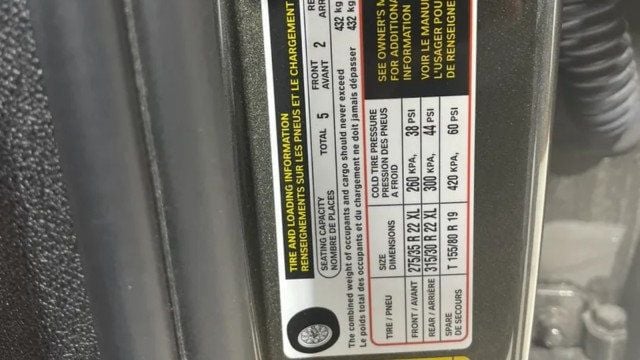 TIRE AND LOADING INFORMATION
RENSEIGNEMENTS SUR LES PNEUS ET LE CHARGEMENT
SEATING CAPACITY
NOMBRE DE PLACES
TOTAL 5
FRONT
AVANT 2
The combined weight of occupants and cargo should never exceed 432 kg
Le poids total des occupants et du chargement ne doit jamais dépasser 432 kg
TIRE / PNEU
SIZE
DIMENSIONS
COLD TIRE PRESSURE
PRESSION DES PNEUS
A FROID
FRONT / AVANT 275/35 R 22 XL 260 KPA, 38 PSI
REAR / ARRIÈRE 315/30 R 22 XL 300 KPA, 44 PSI
SPARE
DE SECOURS
T 155/80 R 19 420 KPA, 60 PSI
SEE OWNER'S
FOR ADDITIONA
INFORMATION
VOIR LE MANU
L'USAGER POUR
DE RENSEIGNE